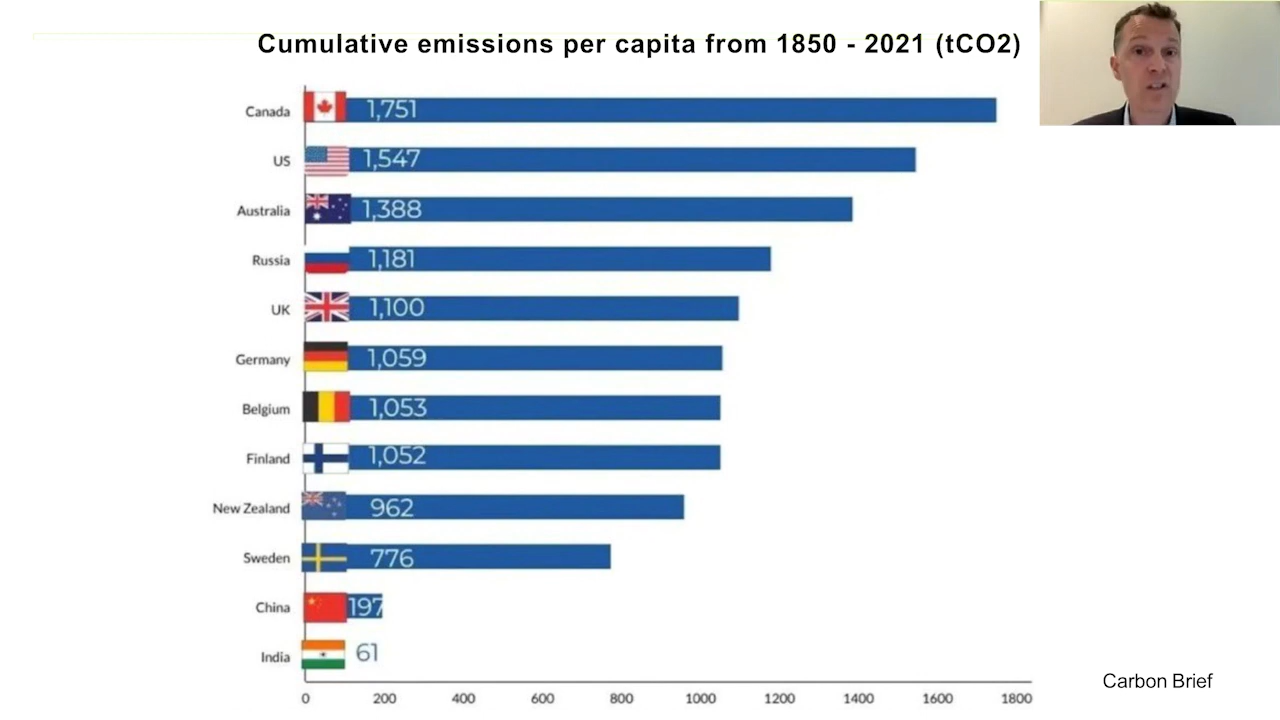 Cumulative emissions per capita from 1850 - 2021 (tCO2)
Canada 1,751
US 1,547
Australia 1,388
Russia 1,181
UK 1,100
Germany 1,059
Belgium 1,053
Finland 1,052
New Zealand 962
Sweden 776
China 197
India 61
0 200 400 600 800 1000 1200 1400 1600 1800
Carbon Brief